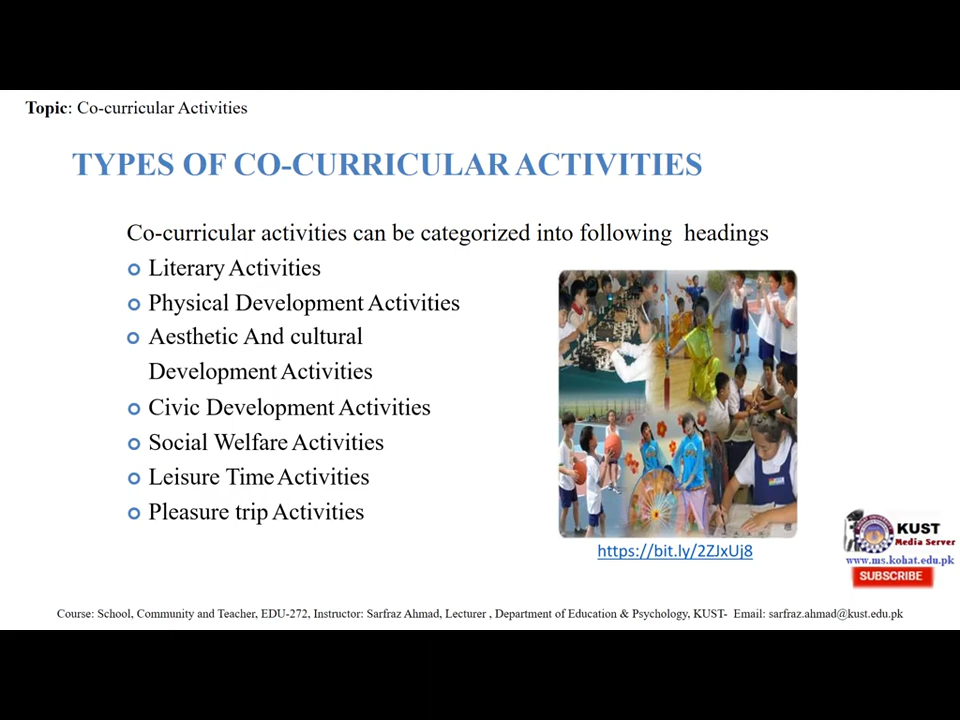 Topic: Co-curricular Activities
TYPES OF CO-CURRICULAR ACTIVITIES
Co-curricular activities can be categorized into following headings
Literary Activities
Physical Development Activities
Aesthetic And cultural
Development Activities
Civic Development Activities
Social Welfare Activities
Leisure Time Activities
Pleasure trip Activities
https://bit.ly/2ZJxUj8
KUST
Media Server
www.ms.kohat.edu.pk
SUBSCRIBE
Course: School, Community and Teacher, EDU-272, Instructor: Sarfraz Ahmad, Lecturer , Department of Education & Psychology, KUST- Email: sarfraz.ahmad@kust.edu.pk